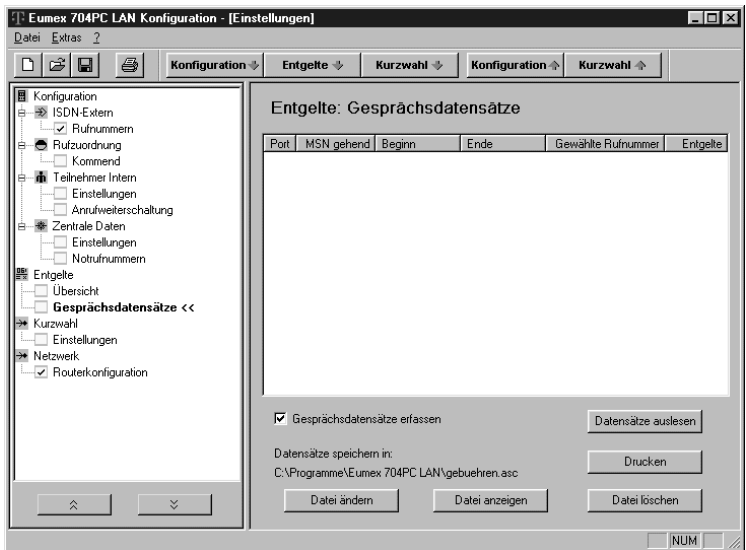 Eumex 704PC LAN Konfiguration - [Einstellungen]
Datei Extras ?
Konfiguration Entgelte Kurzwahl Konfiguration Kurzwahl
Konfiguration
ISDN-Extern
Rufnummern
Rufzuordnung
Kommend
Teilnehmer Intern
Einstellungen
Anrufweiterschaltung
Zentrale Daten
Einstellungen
Notrufnummern
Entgelte
Übersicht
Gesprächsdatensätze <<
Kurzwahl
Einstellungen
Netzwerk
Routerkonfiguration
Entgelte: Gesprächsdatensätze
Port MSN gehend Beginn Ende Gewählte Rufnummer Entgelte
Gesprächsdatensätze erfassen
Datensätze auslesen
Datensätze speichern in:
C:\Programme\Eumex 704PC LAN\gebuehren.asc
Drucken
Datei ändern Datei anzeigen Datei löschen
NUM